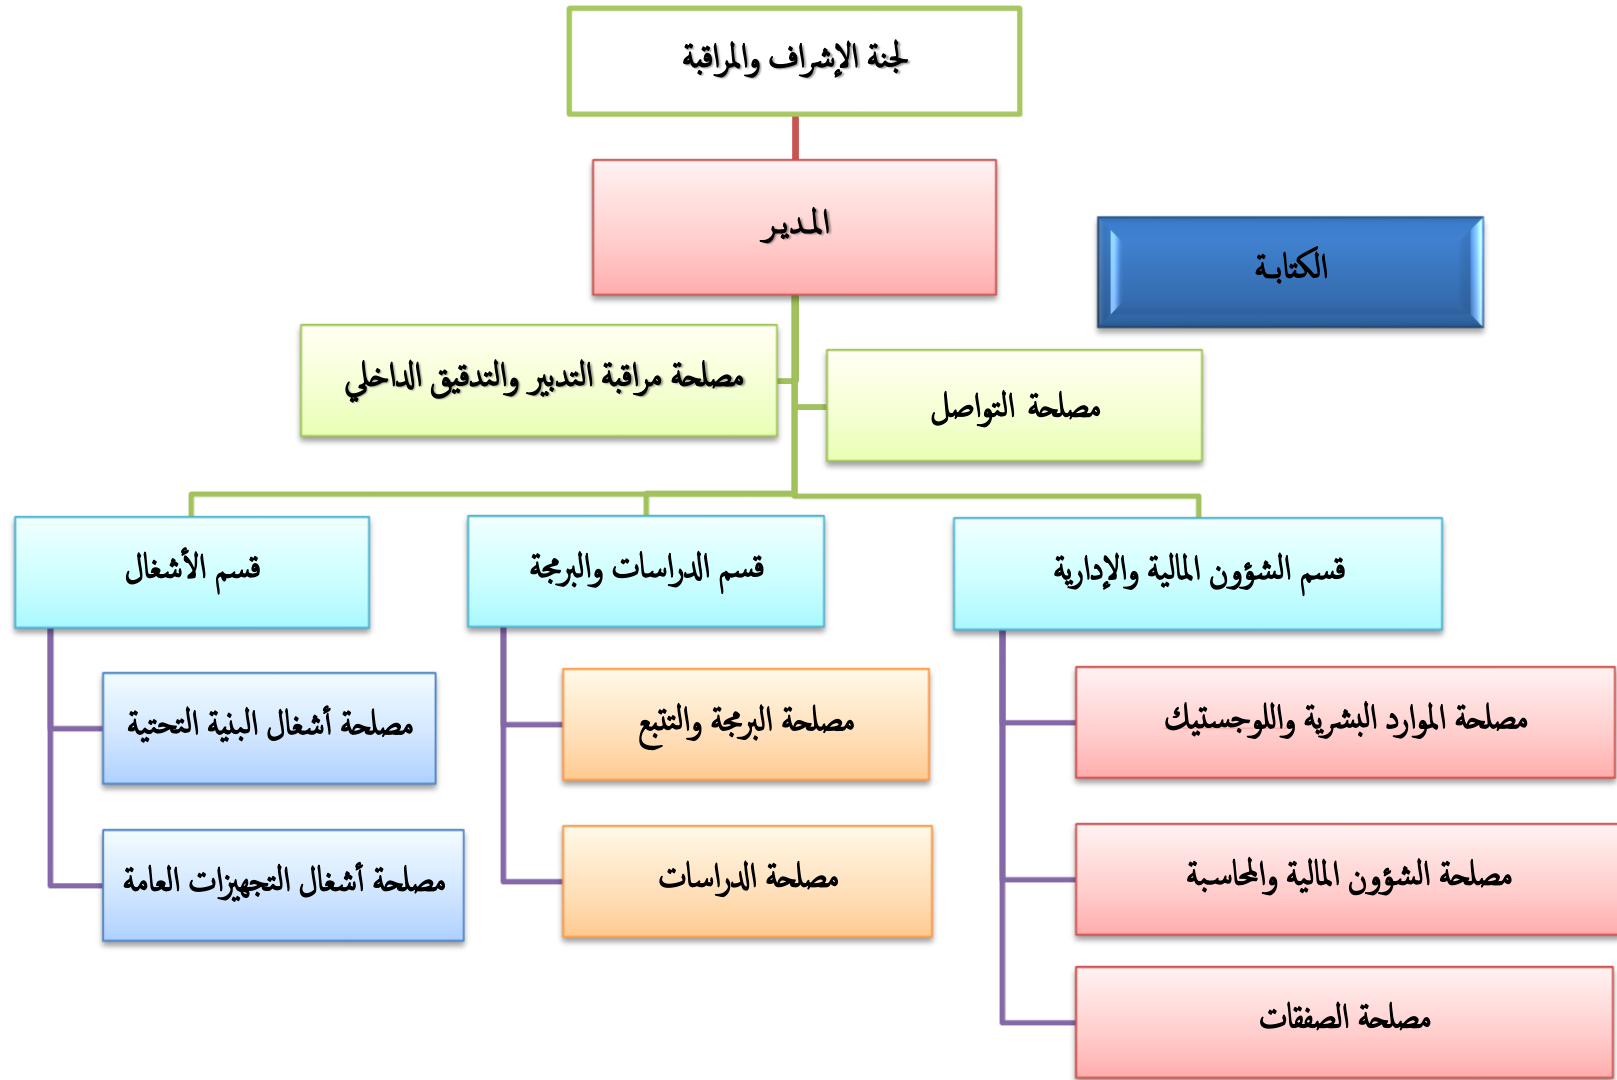 لجنة الإشراف والمراقبة
المدير
الكتابة
مصلحة مراقبة التدبير والتدقيق الداخلي
مصلحة التواصل
قسم الشؤون المالية والإدارية
قسم الدراسات والبرمجة
قسم الأشغال
مصلحة الموارد البشرية واللوجستيك
مصلحة البرمجة والتتبع
مصلحة أشغال البنية التحتية
مصلحة الشؤون المالية والمحاسبة
مصلحة الدراسات
مصلحة أشغال التجهيزات العامة
مصلحة الصفقات